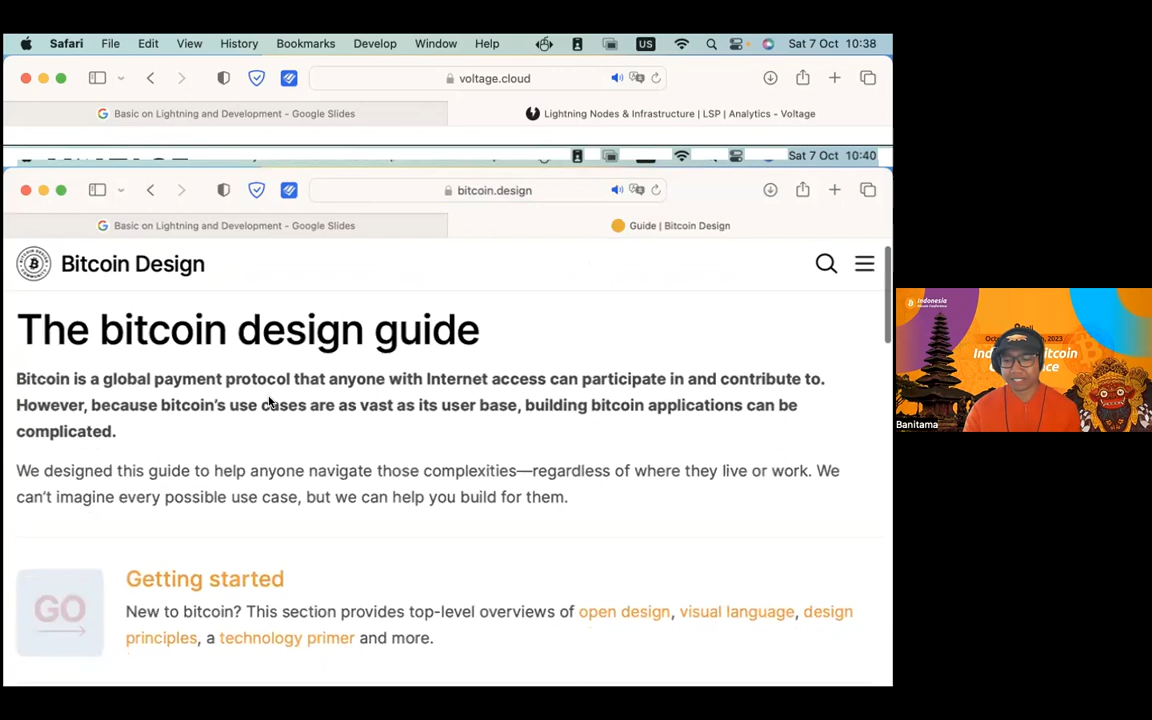 Safari File Edit View History Bookmarks Develop Window Help US Sat 7 Oct 10:38
voltage.cloud
Basic on Lightning and Development - Google Slides
Lightning Nodes & Infrastructure | LSP | Analytics - Voltage
Sat 7 Oct 10:40
bitcoin.design
Basic on Lightning and Development - Google Slides
Guide | Bitcoin Design
Bitcoin Design
The bitcoin design guide
Bitcoin is a global payment protocol that anyone with Internet access can participate in and contribute to.
However, because bitcoin’s use cases are as vast as its user base, building bitcoin applications can be
complicated.
We designed this guide to help anyone navigate those complexities—regardless of where they live or work. We
can’t imagine every possible use case, but we can help you build for them.
GO
Getting started
New to bitcoin? This section provides top-level overviews of open design, visual language, design
principles, a technology primer and more.
Indonesia
Banitama